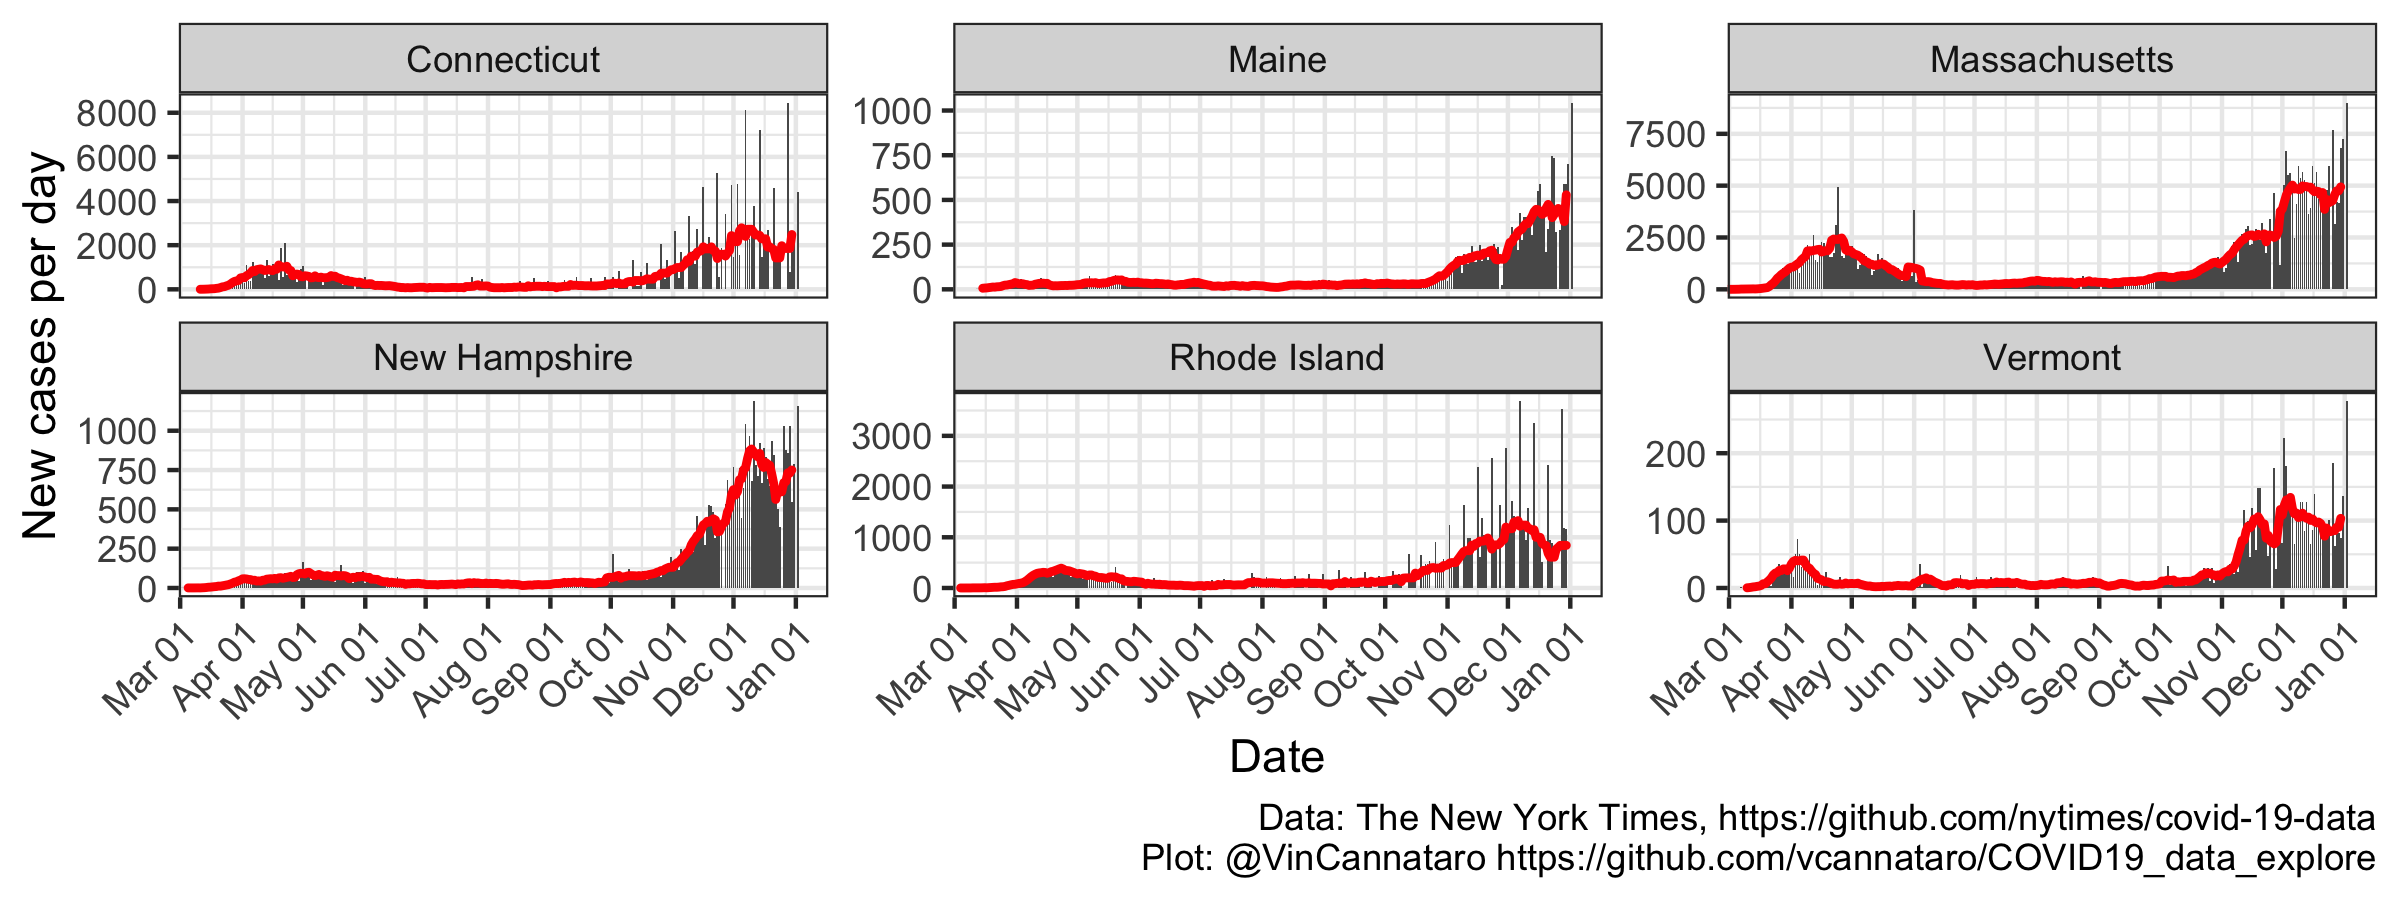 New cases per day
Connecticut
8000
6000
4000
2000
0
Maine
1000
750
500
250
0
Massachusetts
7500
5000
2500
0
New Hampshire
1000
750
500
250
0
Rhode Island
3000
2000
1000
0
Vermont
200
100
0
Mar 01 Apr 01 May 01 Jun 01 Jul 01 Aug 01 Sep 01 Oct 01 Nov 01 Dec 01 Jan 01
Mar 01 Apr 01 May 01 Jun 01 Jul 01 Aug 01 Sep 01 Oct 01 Nov 01 Dec 01 Jan 01
Mar 01 Apr 01 May 01 Jun 01 Jul 01 Aug 01 Sep 01 Oct 01 Nov 01 Dec 01 Jan 01
Date
Data: The New York Times, https://github.com/nytimes/covid-19-data
Plot: @VinCannataro https://github.com/vcannataro/COVID19_data_explore